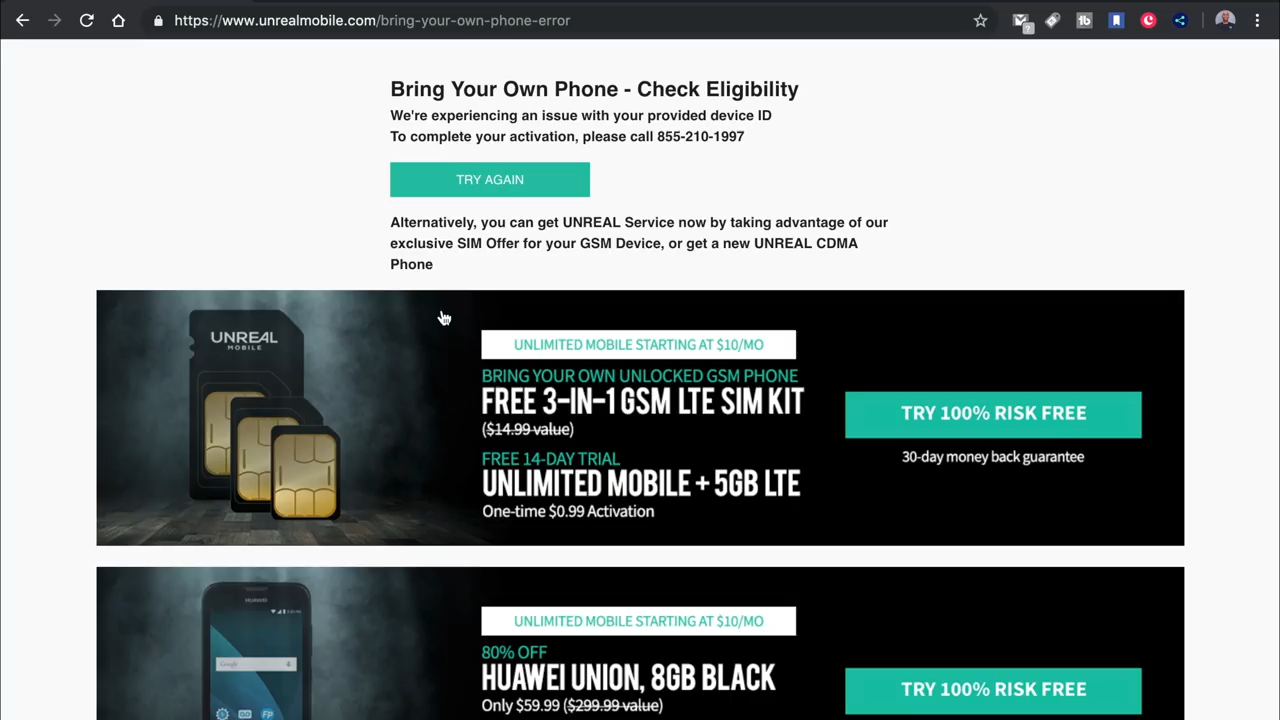 https://www.unrealmobile.com/bring-your-own-phone-error
Bring Your Own Phone - Check Eligibility
We're experiencing an issue with your provided device ID
To complete your activation, please call 855-210-1997
TRY AGAIN
Alternatively, you can get UNREAL Service now by taking advantage of our
exclusive SIM Offer for your GSM Device, or get a new UNREAL CDMA
Phone
UNREAL
MOBILE
UNLIMITED MOBILE STARTING AT $10/MO
BRING YOUR OWN UNLOCKED GSM PHONE
FREE 3-IN-1 GSM LTE SIM KIT
($14.99 value)
FREE 14-DAY TRIAL
UNLIMITED MOBILE + 5GB LTE
One-time $0.99 Activation
TRY 100% RISK FREE
30-day money back guarantee
HUAWEI
Google
UNLIMITED MOBILE STARTING AT $10/MO
80% OFF
HUAWEI UNION, 8GB BLACK
Only $59.99 ($299.99 value)
TRY 100% RISK FREE